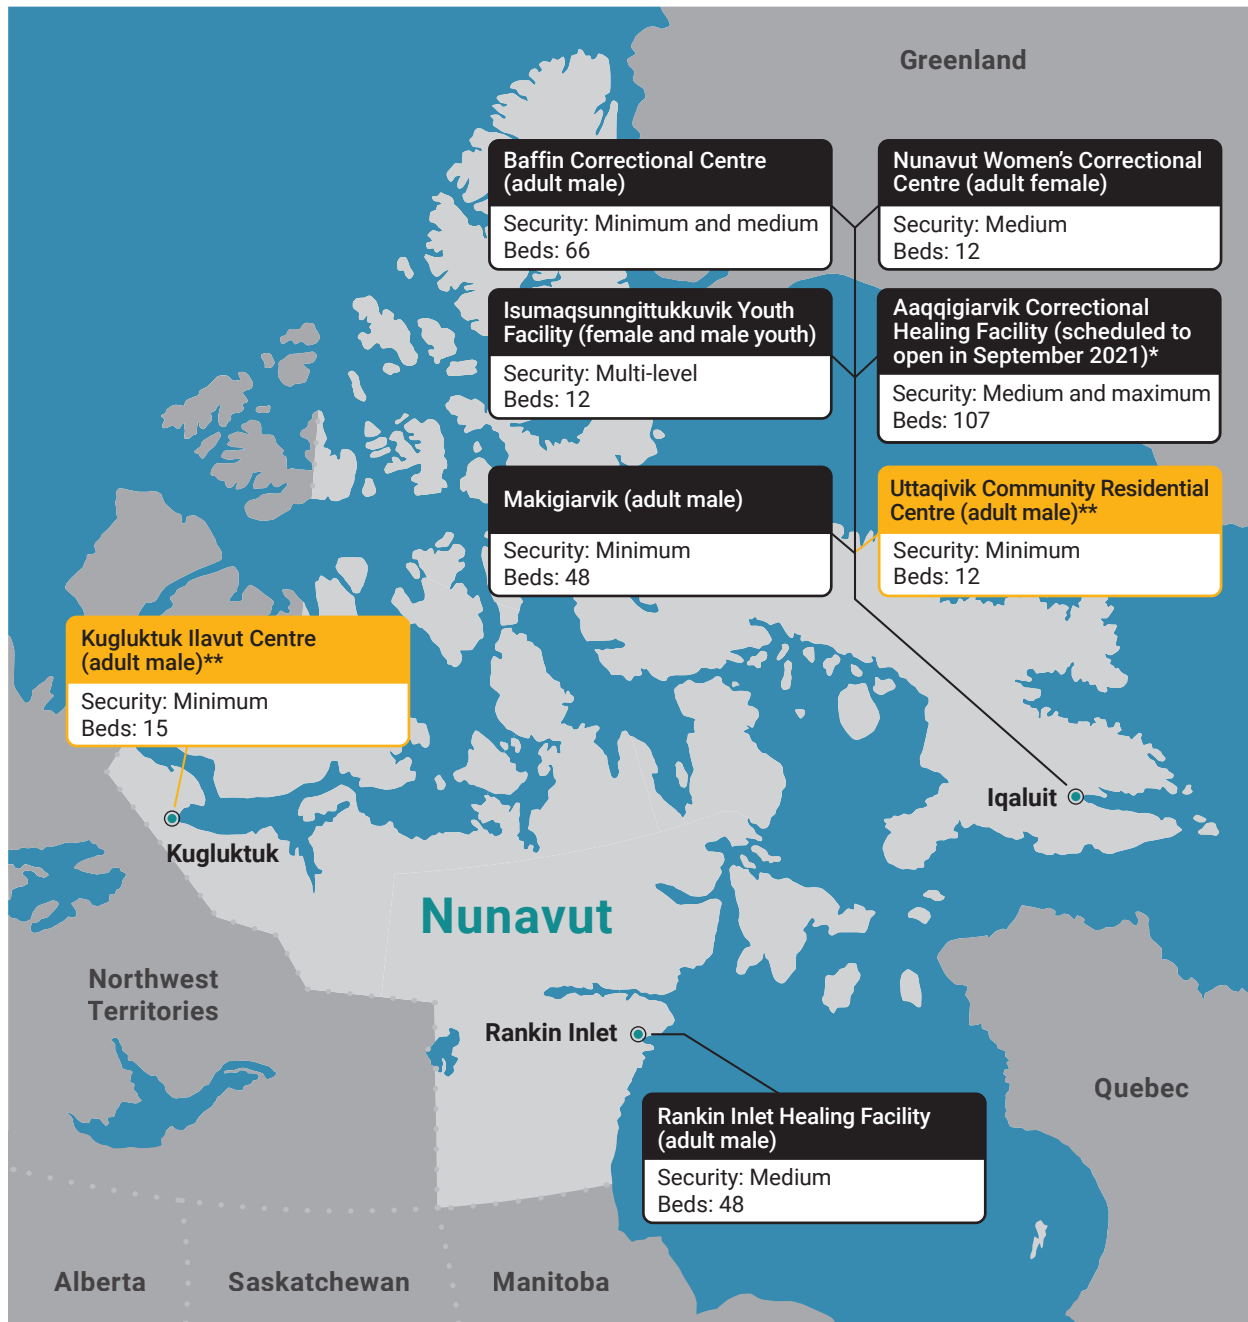 Greenland
Baffin Correctional Centre
(adult male)
Security: Minimum and medium
Beds: 66
Nunavut Women’s Correctional
Centre (adult female)
Security: Medium
Beds: 12
Isumaqsunngittukkuvik Youth
Facility (female and male youth)
Security: Multi-level
Beds: 12
Aaqqigiarvik Correctional
Healing Facility (scheduled to
open in September 2021)*
Security: Medium and maximum
Beds: 107
Makigiarvik (adult male)
Security: Minimum
Beds: 48
Uttaqivik Community Residential
Centre (adult male)**
Security: Minimum
Beds: 12
Kugluktuk Ilavut Centre
(adult male)**
Security: Minimum
Beds: 15
Iqaluit
Kugluktuk
Nunavut
Northwest
Territories
Rankin Inlet
Quebec
Rankin Inlet Healing Facility
(adult male)
Security: Medium
Beds: 48
Alberta
Saskatchewan
Manitoba